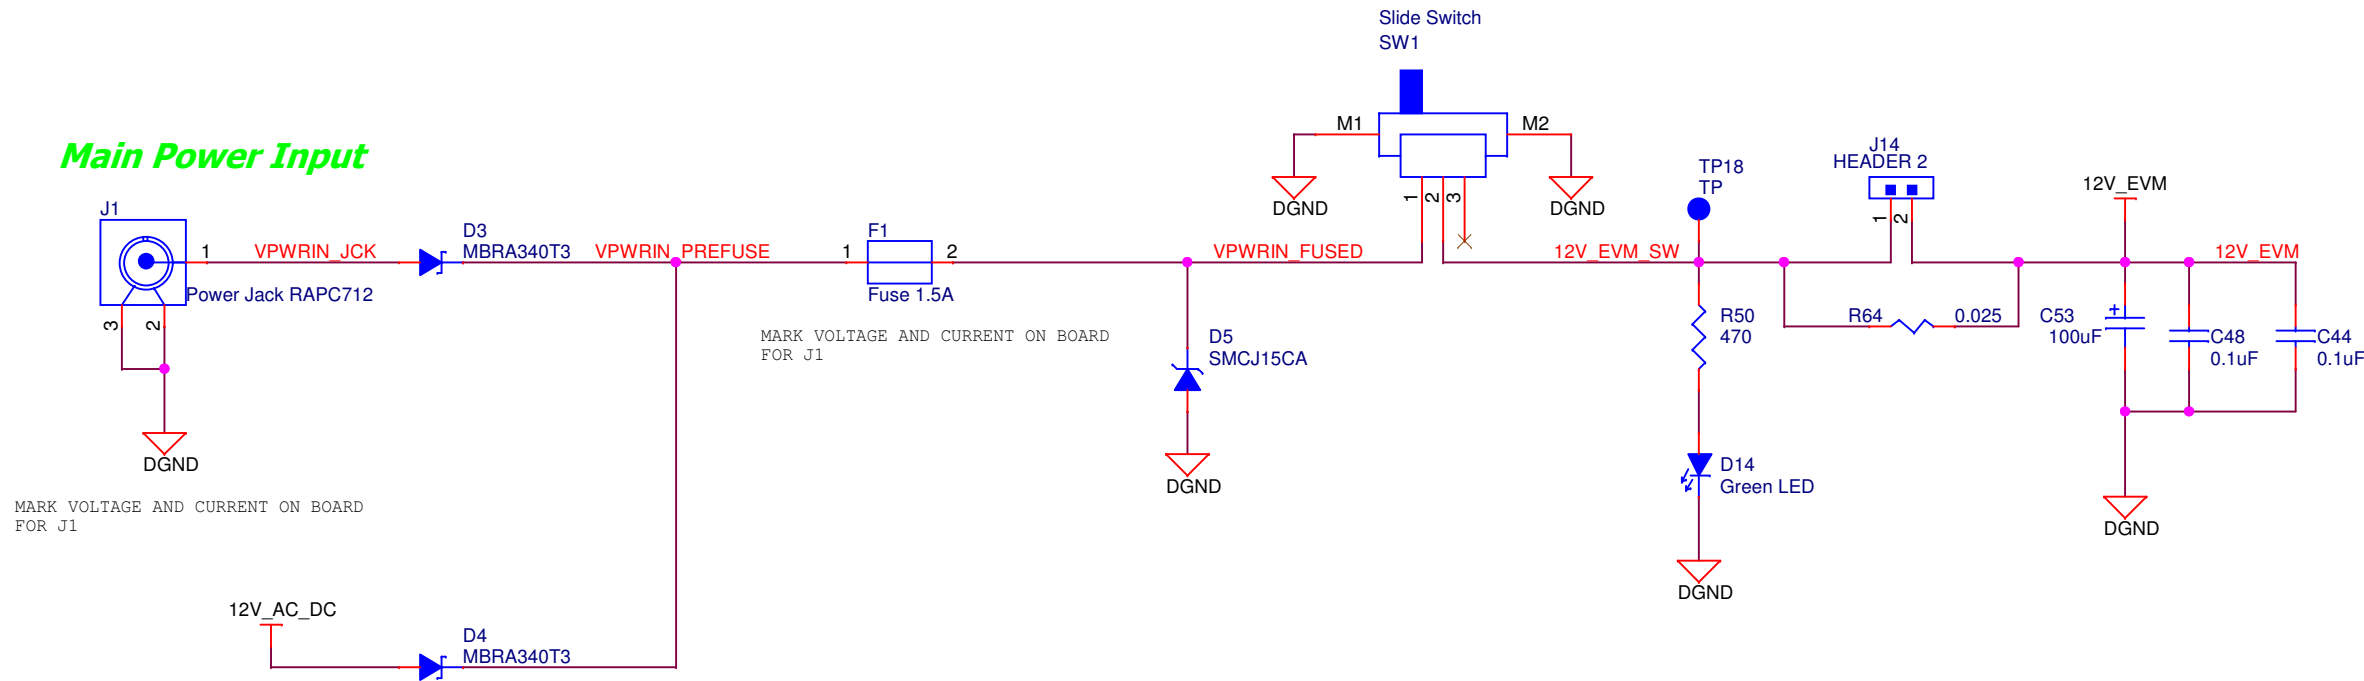 Slide Switch
SW1
M1
M2
DGND
DGND
1
2
3
Main Power Input
J1
1
VPWRIN_JCK
Power Jack RAPC712
3
2
DGND
MARK VOLTAGE AND CURRENT ON BOARD
FOR J1
D3
MBRA340T3
VPWRIN_PREFUSE
F1
1
2
Fuse 1.5A
MARK VOLTAGE AND CURRENT ON BOARD
FOR J1
VPWRIN_FUSED
D5
SMCJ15CA
DGND
12V_EVM_SW
TP18
TP
R50
470
D14
Green LED
DGND
J14
HEADER 2
1
2
R64
0.025
12V_EVM
12V_EVM
C53
+
100uF
C48
0.1uF
C44
0.1uF
DGND
12V_AC_DC
D4
MBRA340T3